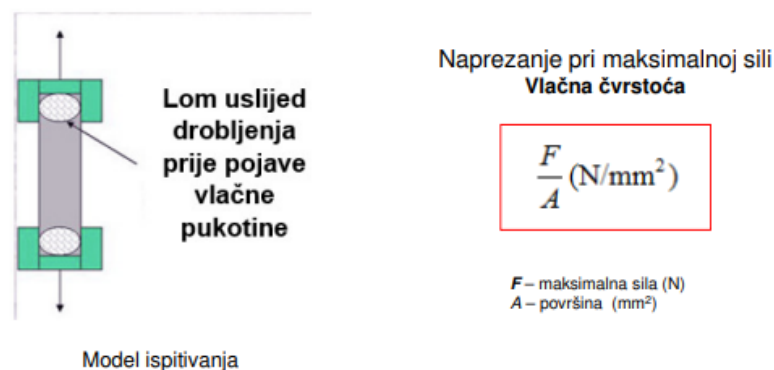 Lom uslijed
drobljenja
prije pojave
vlačne
pukotine
Model ispitivanja
Naprezanje pri maksimalnoj sili
Vlačna čvrstoća
F/A (N/mm²)
F – maksimalna sila (N)
A – površina (mm²)